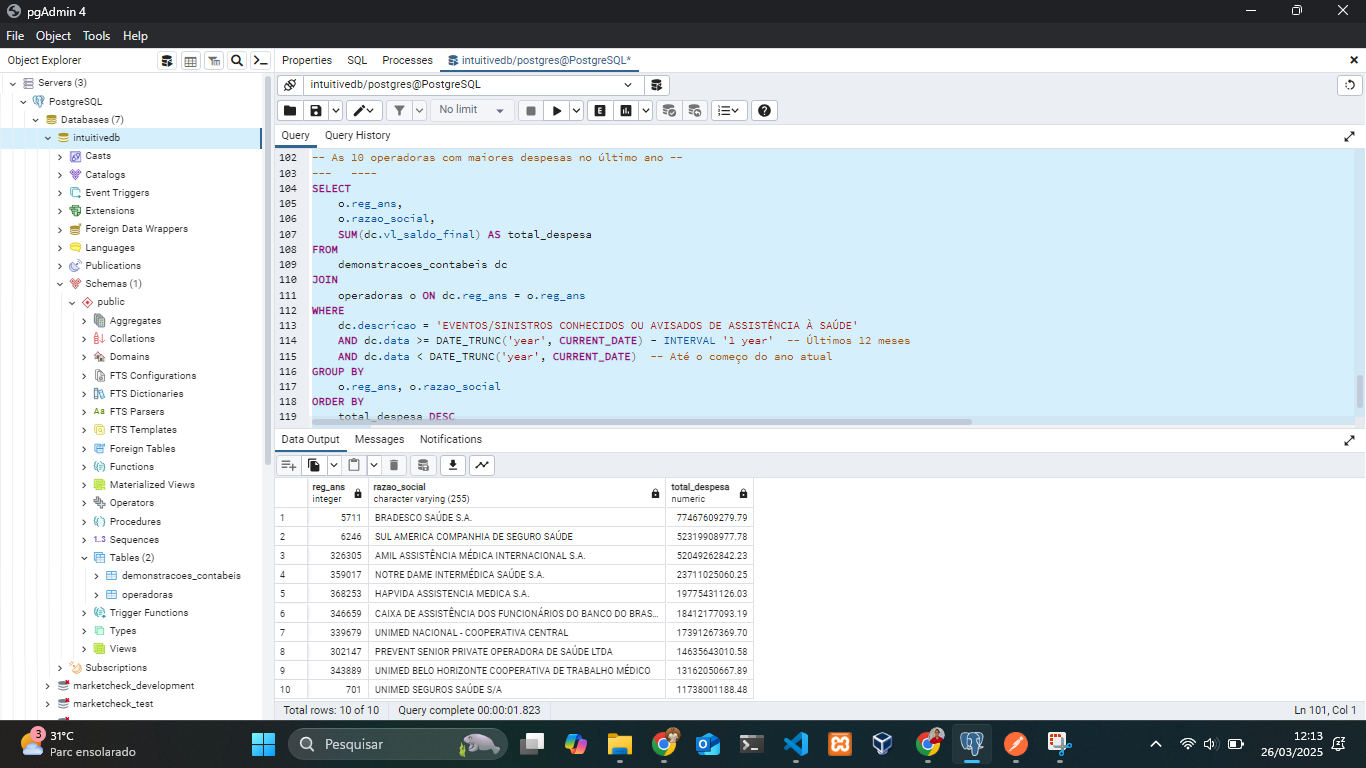 pgAdmin 4
File Object Tools Help
Object Explorer
Properties SQL Processes intuitivedb/postgres@PostgreSQL*
Servers (3)
PostgreSQL
Databases (7)
intuitivedb
Casts
Catalogs
Event Triggers
Extensions
Foreign Data Wrappers
Languages
Publications
Schemas (1)
public
Aggregates
Collations
Domains
FTS Configurations
FTS Dictionaries
FTS Parsers
FTS Templates
Foreign Tables
Functions
Materialized Views
Operators
Procedures
1..3 Sequences
Tables (2)
demonstracoes_contabeis
operadoras
Trigger Functions
Types
Views
Subscriptions
marketcheck_development
marketcheck_test
intuitivedb/postgres@PostgreSQL
No limit
Query Query History
102 -- As 10 operadoras com maiores despesas no último ano --
103 --- ----
104 SELECT
105 o.reg_ans,
106 o.razao_social,
107 SUM(dc.vl_saldo_final) AS total_despesa
108 FROM
109 demonstracoes_contabeis dc
110 JOIN
111 operadoras o ON dc.reg_ans = o.reg_ans
112 WHERE
113 dc.descricao = 'EVENTOS/SINISTROS CONHECIDOS OU AVISADOS DE ASSISTÊNCIA À SAÚDE'
114 AND dc.data >= DATE_TRUNC('year', CURRENT_DATE) - INTERVAL '1 year' -- Últimos 12 meses
115 AND dc.data < DATE_TRUNC('year', CURRENT_DATE) -- Até o começo do ano atual
116 GROUP BY
117 o.reg_ans, o.razao_social
118 ORDER BY
119 total_despesa DESC
Data Output Messages Notifications
reg_ans razao_social total_despesa
integer character varying (255) numeric
1 5711 BRADESCO SAÚDE S.A. 77467609279.79
2 6246 SUL AMERICA COMPANHIA DE SEGURO SAÚDE 52319908977.78
3 326305 AMIL ASSISTÊNCIA MÉDICA INTERNACIONAL S.A. 52049262842.23
4 359017 NOTRE DAME INTERMÉDICA SAÚDE S.A. 23711025060.25
5 368253 HAPVIDA ASSISTENCIA MEDICA S.A. 19775431126.03
6 346659 CAIXA DE ASSISTÊNCIA DOS FUNCIONÁRIOS DO BANCO DO BRAS... 18412177093.19
7 339679 UNIMED NACIONAL - COOPERATIVA CENTRAL 17391267369.70
8 302147 PREVENT SENIOR PRIVATE OPERADORA DE SAÚDE LTDA 14635643010.58
9 343889 UNIMED BELO HORIZONTE COOPERATIVA DE TRABALHO MÉDICO 13162050667.89
10 701 UNIMED SEGUROS SAÚDE S/A 11738001188.48
Total rows: 10 of 10 Query complete 00:00:01.823 Ln 101, Col 1
3 31°C
Parc ensolarado
Pesquisar
12:13
26/03/2025